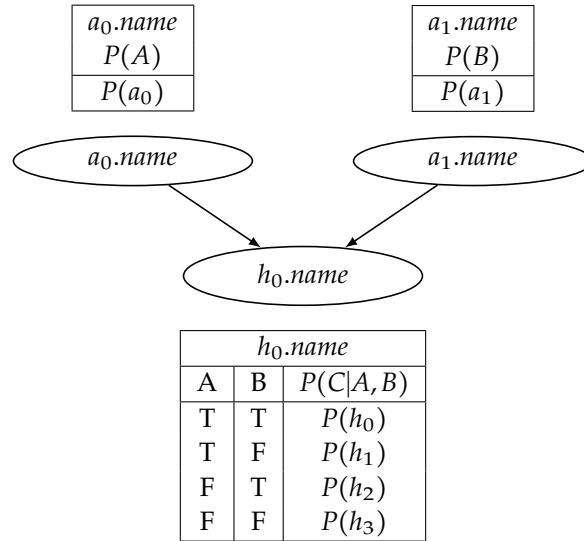 a₀.name a₁.name
P(A) P(B)
P(a₀) P(a₁)
a₀.name a₁.name
h₀.name
h₀.name
A B P(C|A, B)
T T P(h₀)
T F P(h₁)
F T P(h₂)
F F P(h₃)